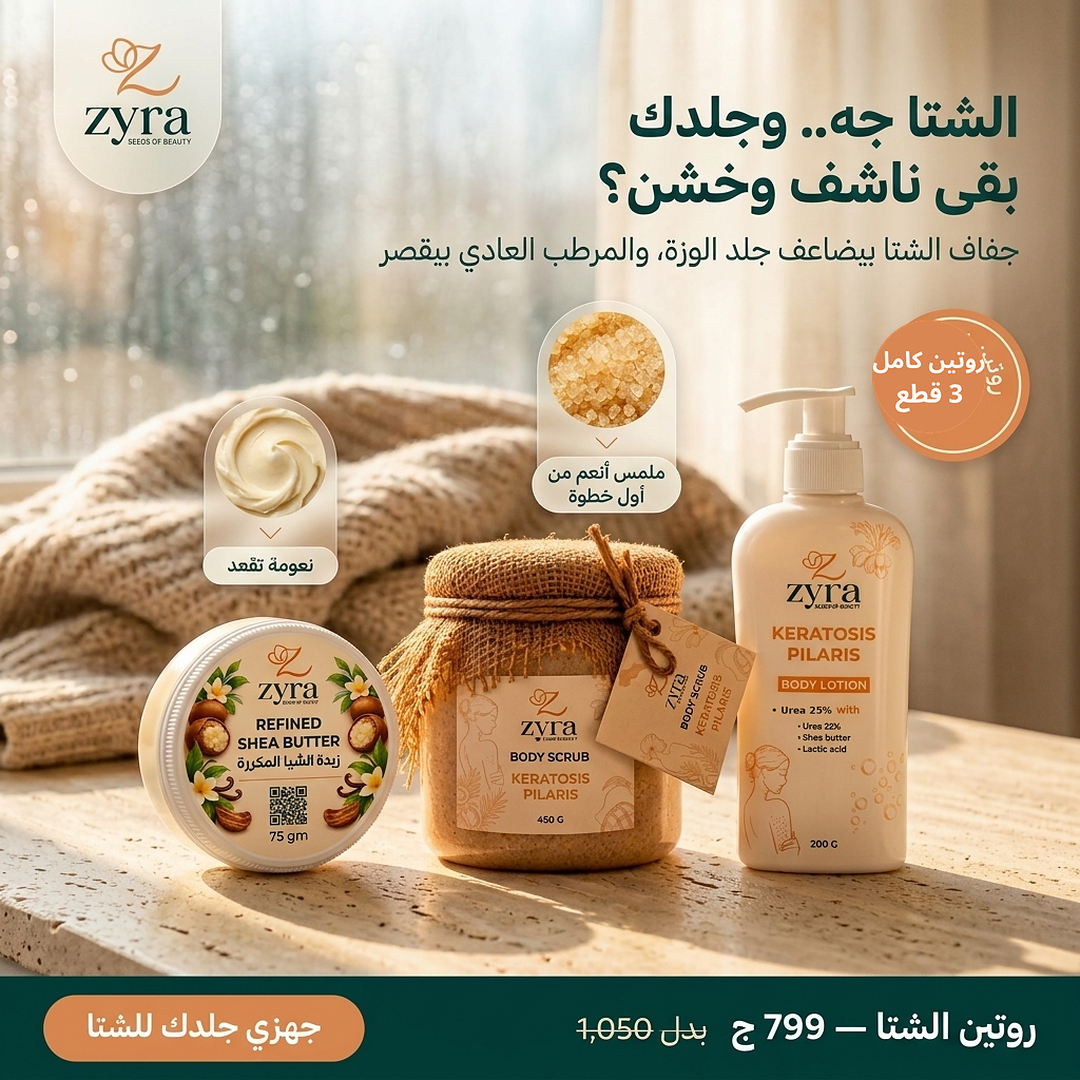 zyra
SEEDS OF BEAUTY
الشتا جه.. وجلدك
بقى ناشف وخشن؟
جفاف الشتا بيضاعف جلد الوزة، والمرطب العادي بيقصر
روتين كامل
3 قطع
ملمس أنعم من
أول خطوة
نعومة تقعد
zyra
REFINED
SHEA BUTTER
زبدة الشيا المكررة
75 gm
zyra
BODY SCRUB
KERATOSIS
PILARIS
450 G
zyra
BODY SCRUB
KERATOSIS
PILARIS
zyra
KERATOSIS
PILARIS
BODY LOTION
• Urea 25% with
• Urea 22%
• Shea butter
• Lactic acid
200 G
روتين الشتا — 799 ج بدل 1,050
جهزي جلدك للشتا